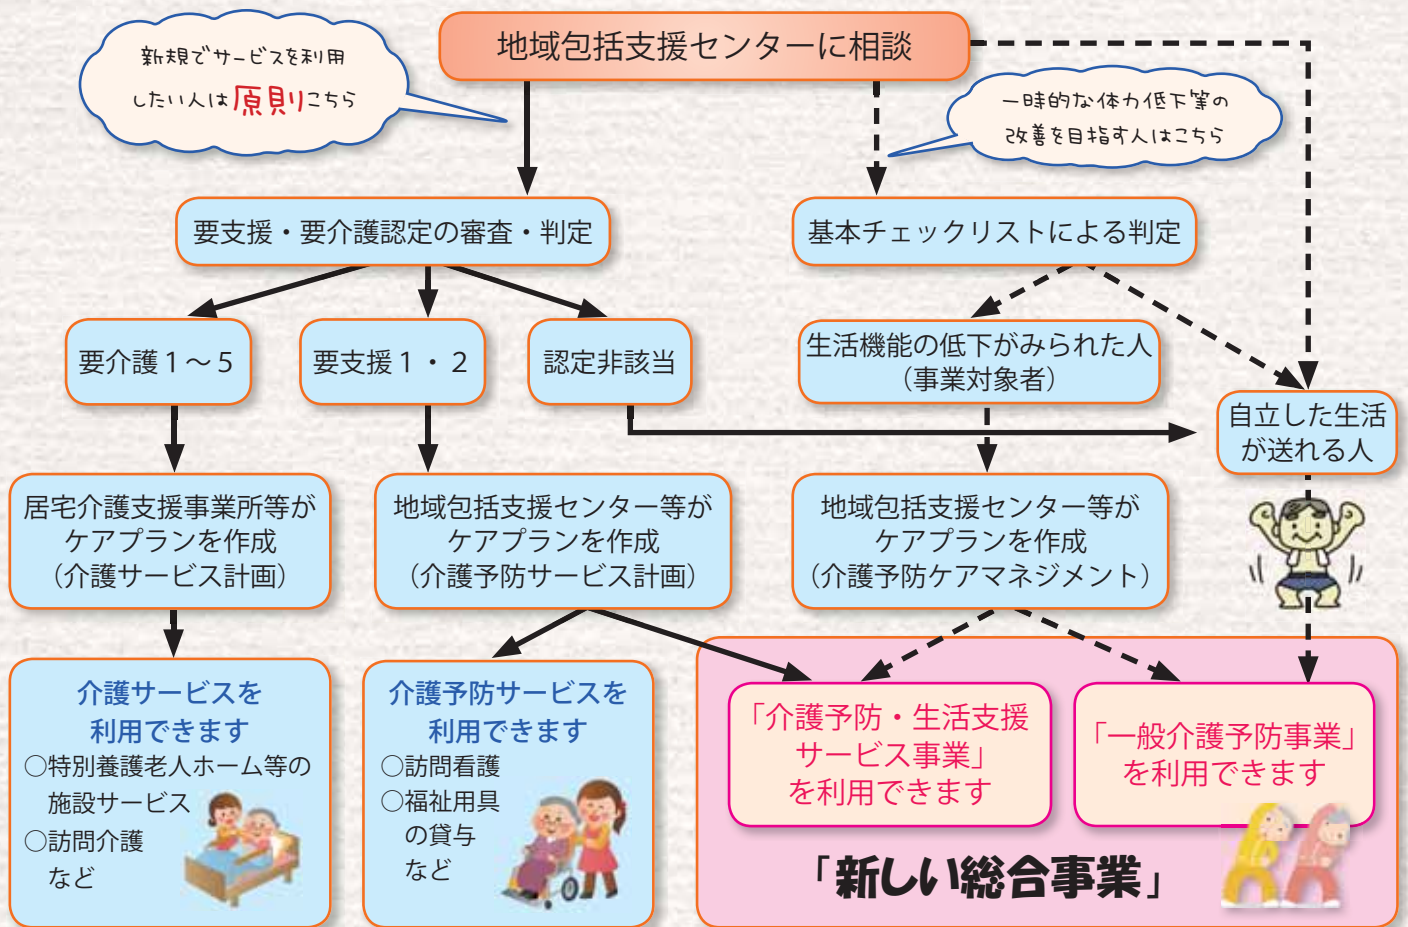 地域包括支援センターに相談
新規でサービスを利用
したい人は原則こちら
一時的な体力低下等の
改善を目指す人はこちら
要支援・要介護認定の審査・判定
基本チェックリストによる判定
要介護１～５
要支援１・２
認定非該当
生活機能の低下がみられた人
（事業対象者）
自立した生活
が送れる人
居宅介護支援事業所等が
ケアプランを作成
（介護サービス計画）
地域包括支援センター等が
ケアプランを作成
（介護予防サービス計画）
地域包括支援センター等が
ケアプランを作成
（介護予防ケアマネジメント）
介護サービスを
利用できます
○特別養護老人ホーム等の
施設サービス
○訪問介護
など
介護予防サービスを
利用できます
○訪問看護
○福祉用具
の貸与
など
「介護予防・生活支援
サービス事業」
を利用できます
「一般介護予防事業」
を利用できます
「新しい総合事業」